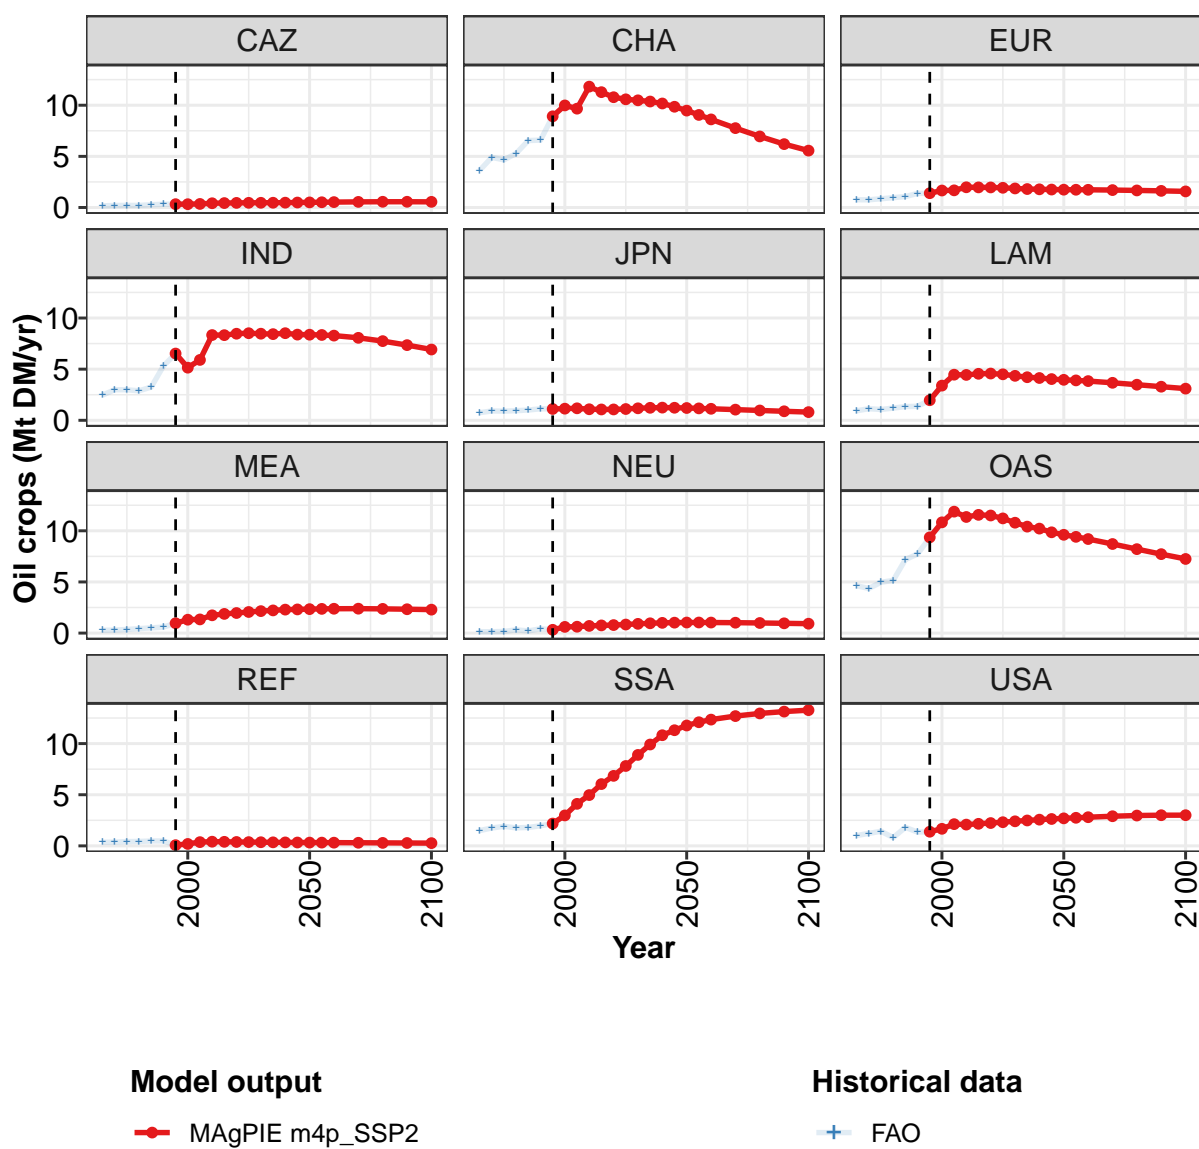 CAZ CHA EUR
10
5
0
IND JPN LAM
10
5
0
Oil crops (Mt DM/yr)
MEA NEU OAS
10
5
0
REF SSA USA
10
5
0
2000 2050 2100 2000 2050 2100 2000 2050 2100
Year
Model output Historical data
MAgPIE m4p_SSP2 FAO